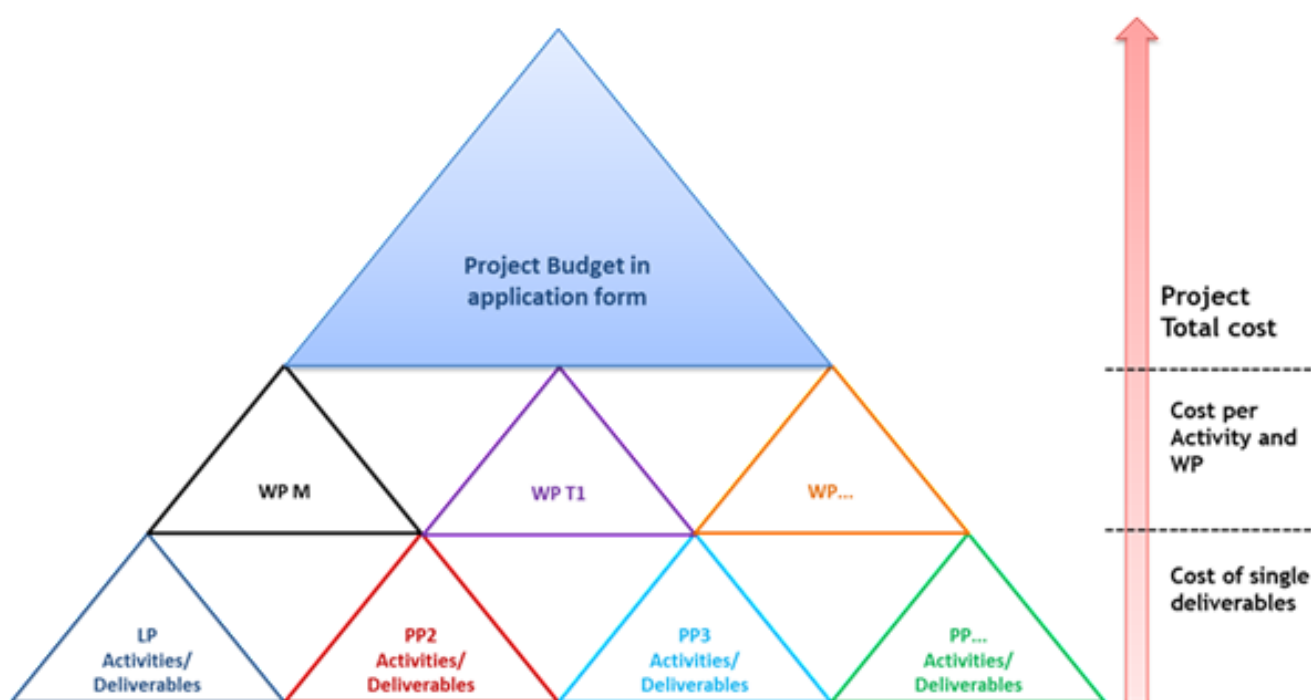 Project Budget in
application form
Project
Total cost
WP M
WP T1
WP...
Cost per
Activity and
WP
LP
Activities/
Deliverables
PP2
Activities/
Deliverables
PP3
Activities/
Deliverables
PP...
Activities/
Deliverables
Cost of single
deliverables